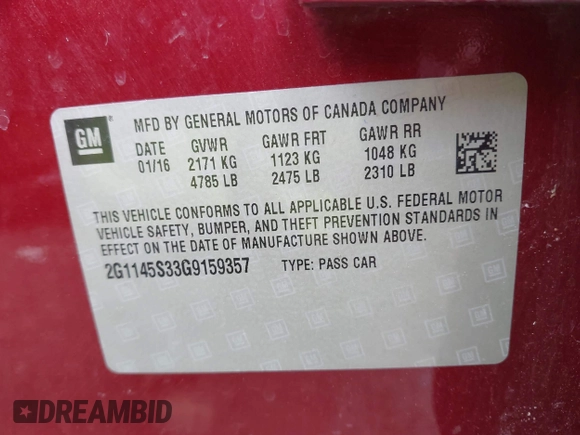 GM
MFD BY GENERAL MOTORS OF CANADA COMPANY
DATE GVWR GAWR FRT GAWR RR
01/16 2171 KG 1123 KG 1048 KG
4785 LB 2475 LB 2310 LB
THIS VEHICLE CONFORMS TO ALL APPLICABLE U.S. FEDERAL MOTOR
VEHICLE SAFETY, BUMPER, AND THEFT PREVENTION STANDARDS IN
EFFECT ON THE DATE OF MANUFACTURE SHOWN ABOVE.
2G1145S33G9159357 TYPE: PASS CAR
DREAMBID